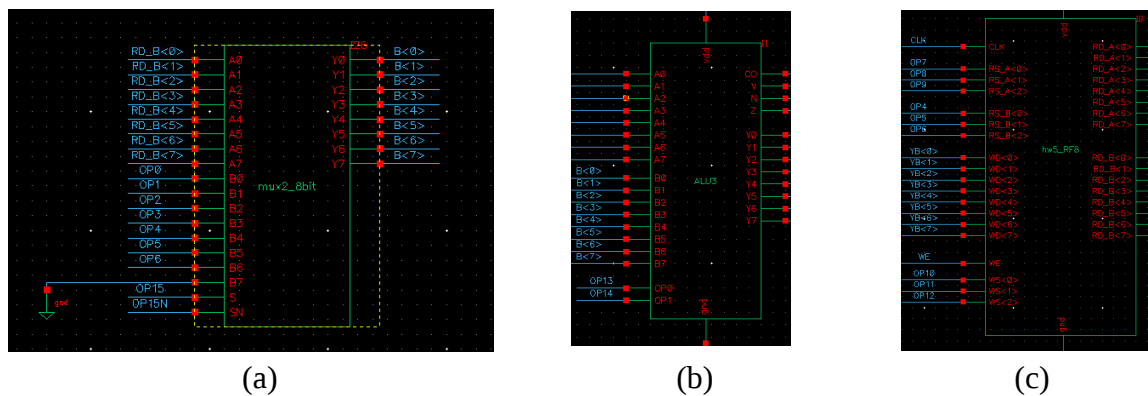 I26
RD_B<0> A0 Y0 B<0>
RD_B<1> A1 Y1 B<1>
RD_B<2> A2 Y2 B<2>
RD_B<3> A3 Y3 B<3>
RD_B<4> A4 Y4 B<4>
RD_B<5> A5 Y5 B<5>
RD_B<6> A6 Y6 B<6>
RD_B<7> A7 Y7 B<7>
OP0 B0
mux2_8bit
OP1 B1
OP2 B2
OP3 B3
OP4 B4
OP5 B5
OP6 B6
B7
gnd
OP15 S
OP15N SN
(a)
I1
vdd
A0 CO
A1 V
A2 N
A3 Z
A4
A5 Y0
A6 Y1
A7 Y2
B<0> B0 Y3
B<1> B1 Y4
ALU3
B<2> B2 Y5
B<3> B3 Y6
B<4> B4 Y7
B<5> B5
B<6> B6
B<7> B7
OP13 OP0
OP14 OP1
gnd
(b)
vdd
CLK CLK RD_A<0>
RD_A<1>
OP7 RS_A<0> RD_A<2>
OP8 RS_A<1> RD_A<3>
OP9 RS_A<2> RD_A<4>
RD_A<5>
OP4 RS_B<0> RD_A<6>
OP5 RS_B<1> RD_A<7>
OP6 RS_B<2>
hw5_RF8
YB<0> WD<0> RD_B<0>
YB<1> WD<1> RD_B<1>
YB<2> WD<2> RD_B<2>
YB<3> WD<3> RD_B<3>
YB<4> WD<4> RD_B<4>
YB<5> WD<5> RD_B<5>
YB<6> WD<6> RD_B<6>
YB<7> WD<7> RD_B<7>
WE WE
OP10 WS<0>
OP11 WS<1>
OP12 WS<2>
gnd
(c)